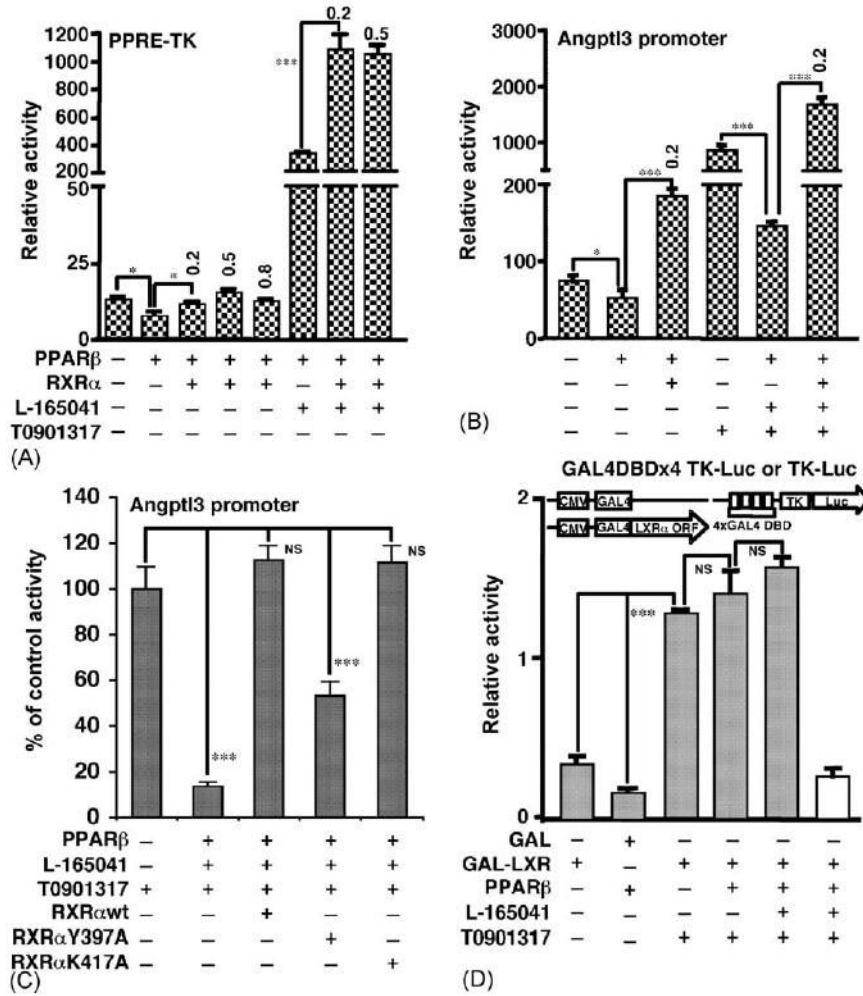 PPRE-TK
Relative activity
1200
1000
800
600
400
200
50
25
0
*
*
0.2
0.5
0.8
***
0.2
0.5
PPARβ – + + + + + + +
RXRα – – + + + – + +
L-165041 – – – – – + + +
T0901317 – – – – – – – –
(A)
Angptl3 promoter
Relative activity
3000
2000
1000
200
100
0
*
***
0.2
***
***
0.2
– + + – + +
– – + – – +
– – – – + +
– – – + + +
(B)
Angptl3 promoter
% of control activity
140
120
100
80
60
40
20
0
***
NS
***
NS
PPARβ – + + + +
L-165041 – + + + +
T0901317 + + + + +
RXRαwt – – + – –
RXRαY397A – – – + –
RXRαK417A – – – – +
(C)
GAL4DBDx4 TK-Luc or TK-Luc
CMV GAL4 TK Luc
CMV GAL4 LXRα ORF 4xGAL4 DBD
Relative activity
2
1
0
***
NS
NS
GAL – + – – – –
GAL-LXR + – + + + +
PPARβ – + – + + +
L-165041 – – – – + +
T0901317 – – + + + +
(D)